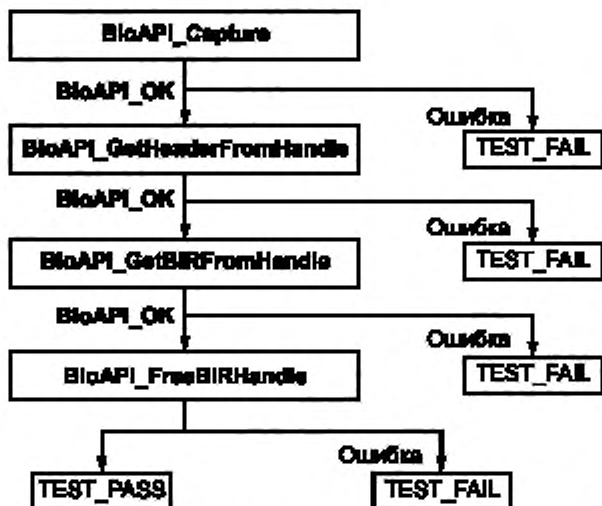 BioAPI_Capture
BioAPI_OK
Ошибка
BioAPI_GetHeaderFromHandle
TEST_FAIL
BioAPI_OK
Ошибка
BioAPI_GetBIRFromHandle
TEST_FAIL
BioAPI_OK
Ошибка
BioAPI_FreeBIRHandle
TEST_FAIL
Ошибка
TEST_PASS
TEST_FAIL